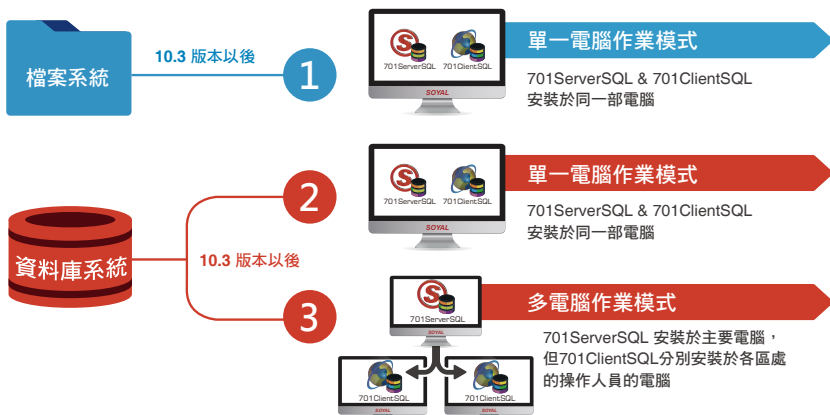 檔案系統
10.3 版本以後
1
701ServerSQL
701ClientSQL
SOYAL
單一電腦作業模式
701ServerSQL & 701ClientSQL
安裝於同一部電腦
資料庫系統
10.3 版本以後
2
701ServerSQL
701ClientSQL
SOYAL
單一電腦作業模式
701ServerSQL & 701ClientSQL
安裝於同一部電腦
3
701ServerSQL
SOYAL
701ClientSQL
SOYAL
701ClientSQL
SOYAL
多電腦作業模式
701ServerSQL 安裝於主要電腦，
但701ClientSQL分別安裝於各區處
的操作人員的電腦